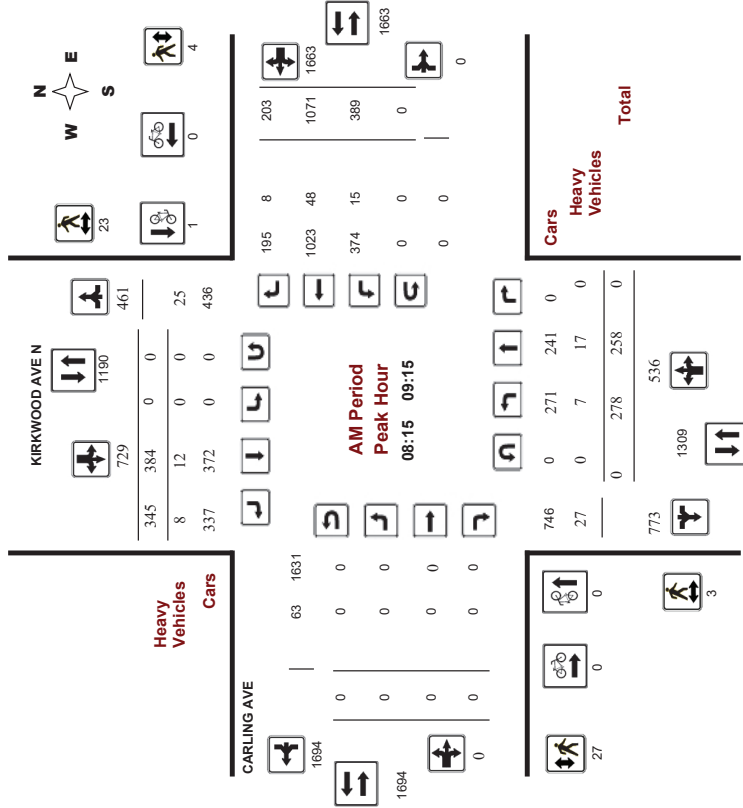 N
W E
S
4
0
23
1
KIRKWOOD AVE N
1190
729 461
345 384 0 0
8 12 0 0 25
337 372 0 0 436
Heavy
Vehicles
Cars
CARLING AVE
1694
63 1631
0 0 0
0 0 0
0 0 0
0 0 0
1694
0
AM Period
Peak Hour
08:15 09:15
1663
1663
195 8 203
1023 48 1071
374 15 389
0 0 0
0 0
0
746 0 271 241 0
Cars
27 0 7 17 0
Heavy
Vehicles
0 278 258 0
Total
773 536
1309
0
0
27
3